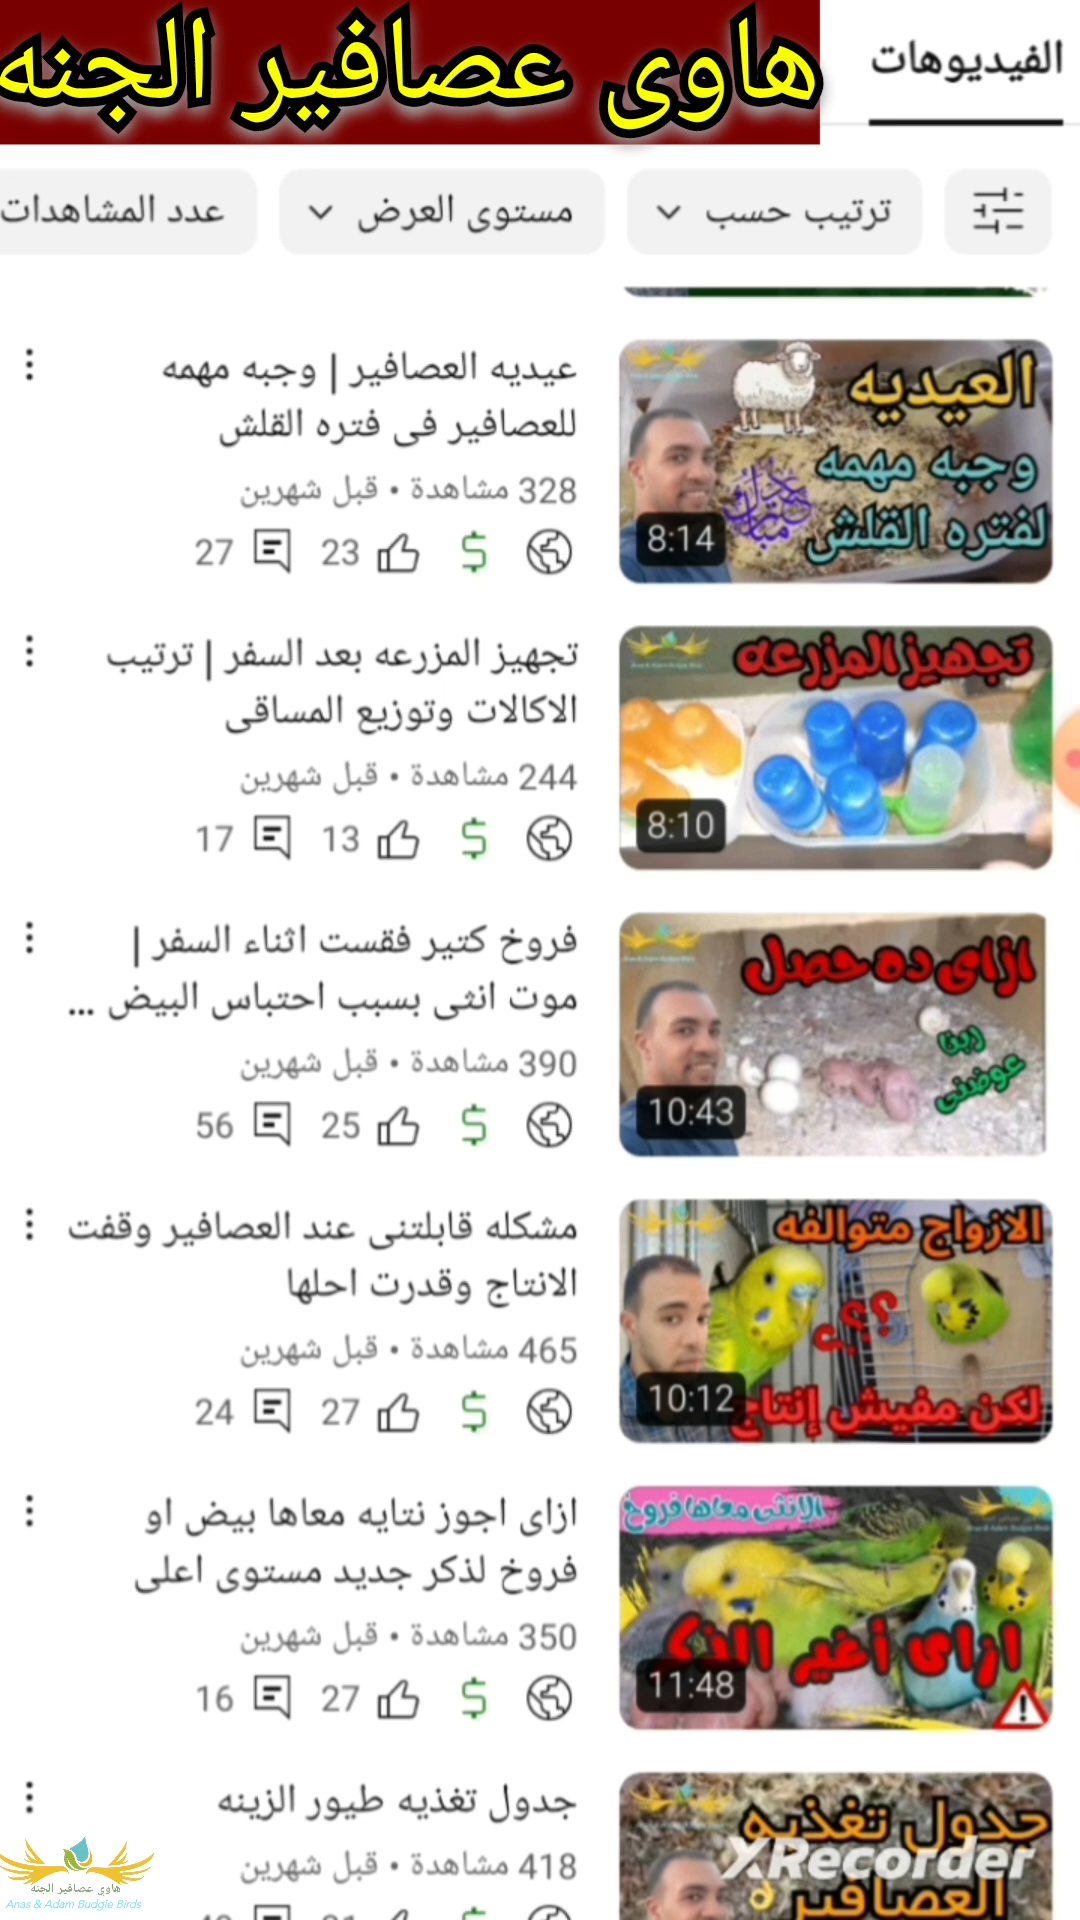 هاوى عصافير الجنه
الفيديوهات
ترتيب حسب
مستوى العرض
عدد المشاهدات
عيديه العصافير | وجبه مهمه
للعصافير فى فتره القلش
328 مشاهدة • قبل شهرين
23
27
العيديه
وجبه مهمه
لفتره القلش
8:14
تجهيز المزرعه بعد السفر | ترتيب
الاكالات وتوزيع المساقى
244 مشاهدة • قبل شهرين
13
17
تجهيز المزرعه
8:10
فروخ كتير فقست اثناء السفر |
موت انثى بسبب احتباس البيض ...
390 مشاهدة • قبل شهرين
25
56
ازاى ده حصل
ربنا
عوضنى
10:43
مشكله قابلتنى عند العصافير وقفت
الانتاج وقدرت احلها
465 مشاهدة • قبل شهرين
27
24
الازواج متوالفه
؟؟
لكن مفيش إنتاج
10:12
ازاى اجوز نتايه معاها بيض او
فروخ لذكر جديد مستوى اعلى
350 مشاهدة • قبل شهرين
27
16
الانثى معاها فروخ
ازاى أغير الذكر
11:48
جدول تغذيه طيور الزينه
418 مشاهدة • قبل شهرين
جدول تغذيه
العصافير
XRecorder
هاوى عصافير الجنه
Anas & Adam Budgie Birds